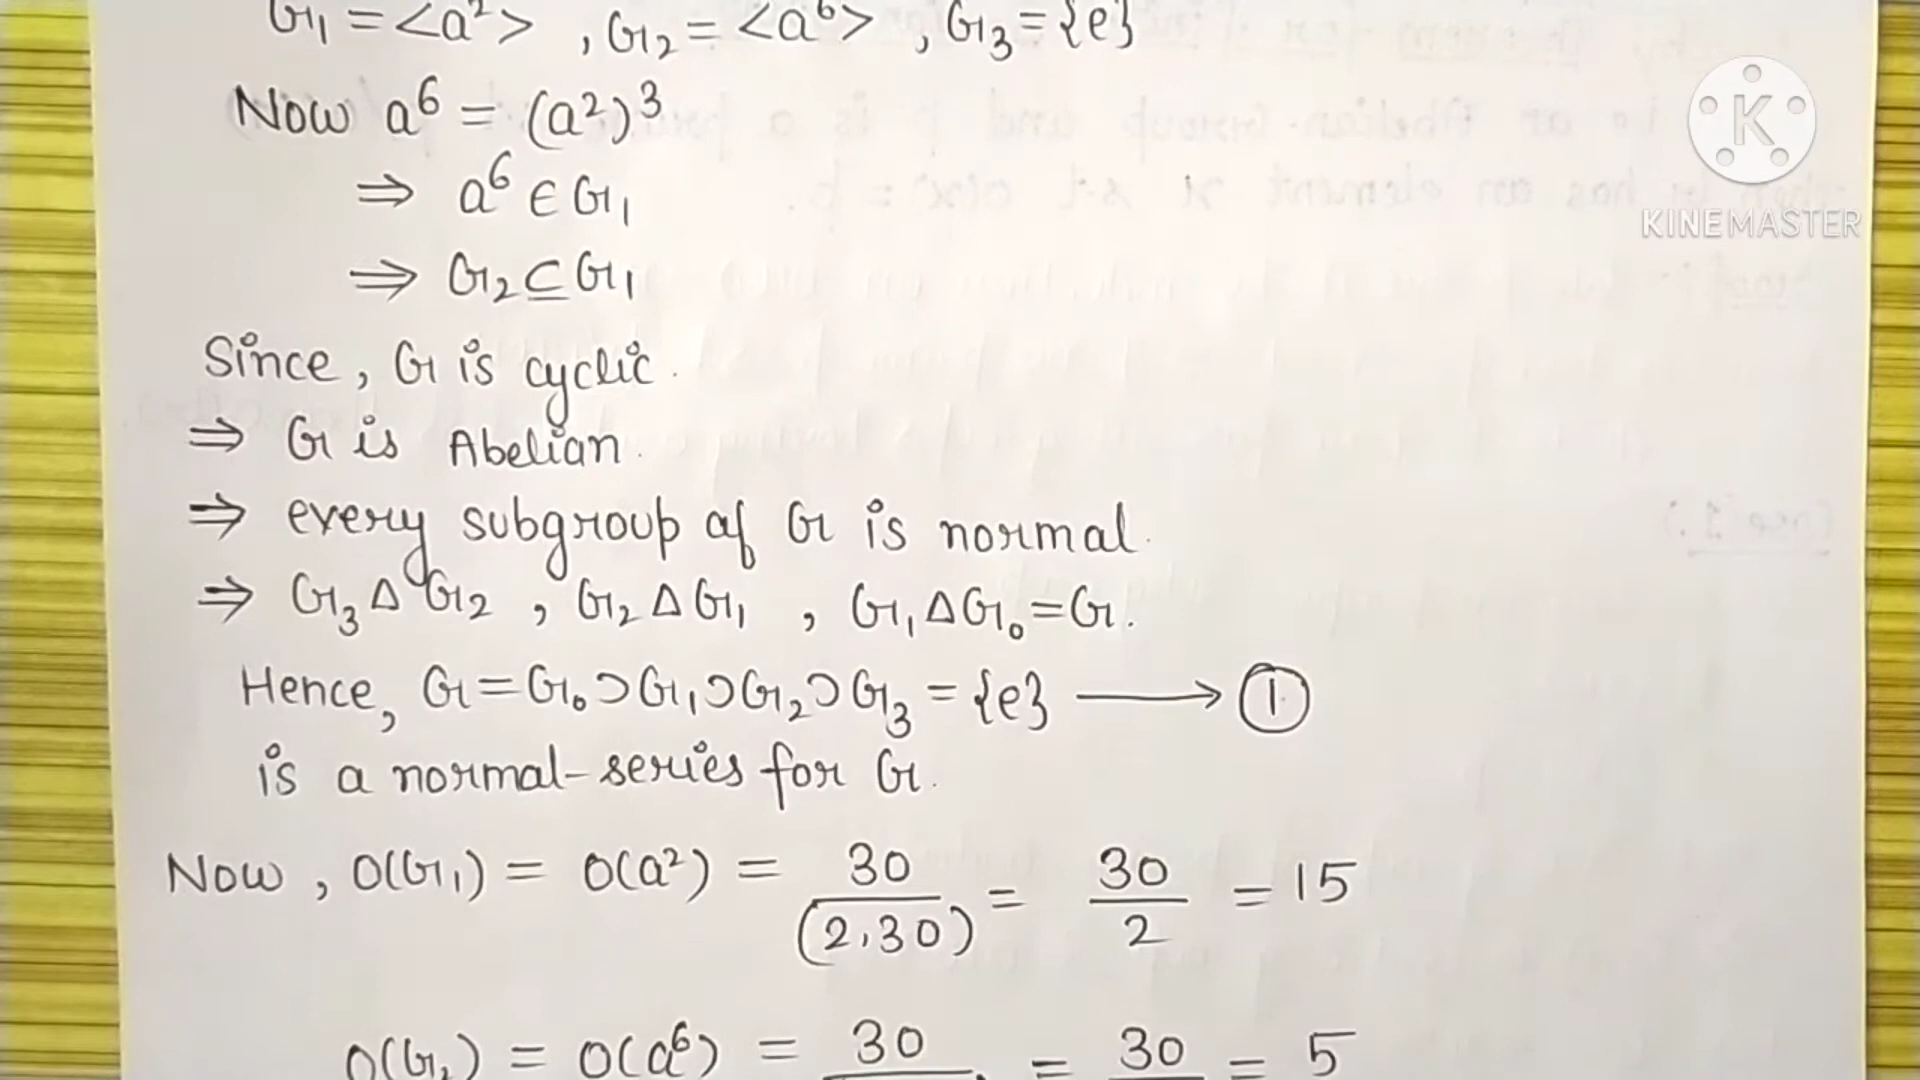 G₁ = <a²> , G₂ = <a⁶> , G₃ = {e}
Now a⁶ = (a²)³
⇒ a⁶ ∈ G₁
⇒ G₂ ⊆ G₁
Since, G is cyclic.
⇒ G is Abelian.
⇒ every subgroup of G is normal.
⇒ G₃ Δ G₂ , G₂ Δ G₁ , G₁ Δ G₀ = G.
Hence, G = G₀ ⊃ G₁ ⊃ G₂ ⊃ G₃ = {e} ⟶ ①
is a normal-series for G.
Now, O(G₁) = O(a²) = 30/(2,30) = 30/2 = 15
O(G₂) = O(a⁶) = 30 = 30 = 5
K
KINEMASTER